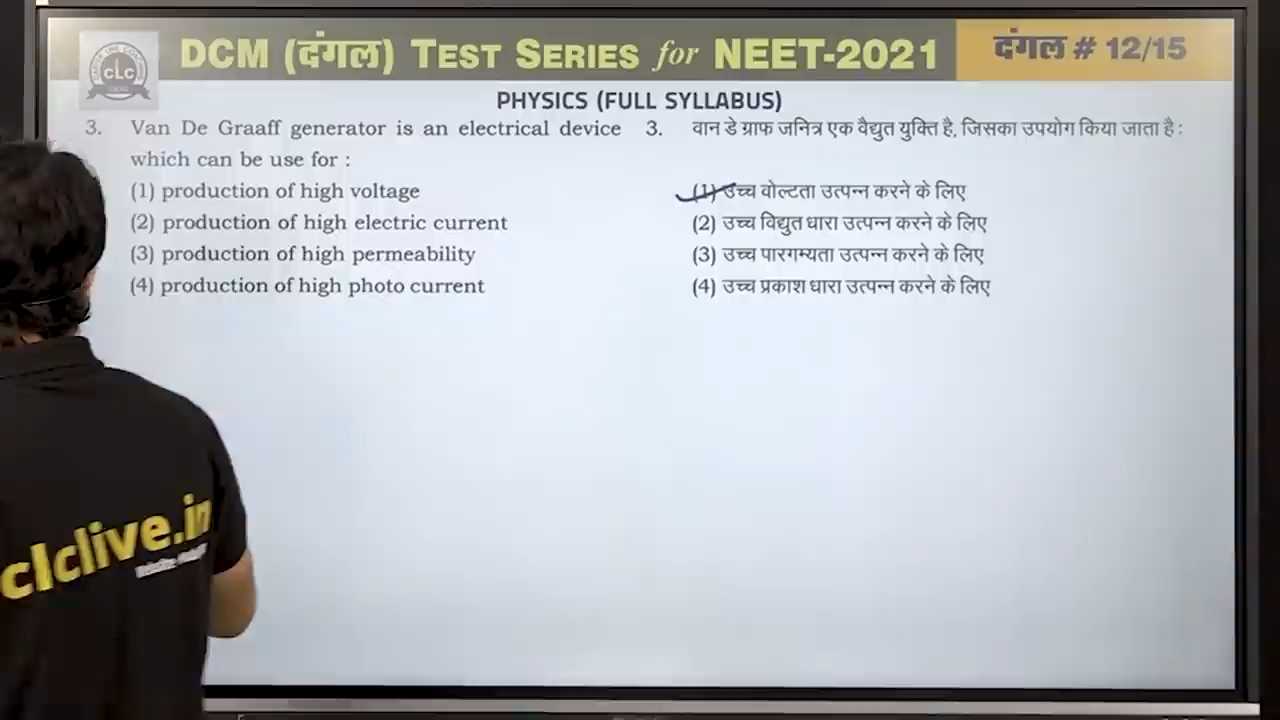 DCM (दंगल) TEST SERIES for NEET-2021
दंगल # 12/15
CLC
PHYSICS (FULL SYLLABUS)
3. Van De Graaff generator is an electrical device
which can be use for :
(1) production of high voltage
(2) production of high electric current
(3) production of high permeability
(4) production of high photo current
3. वान डे ग्राफ जनित्र एक वैद्युत युक्ति है, जिसका उपयोग किया जाता है :
(1) उच्च वोल्टता उत्पन्न करने के लिए
(2) उच्च विद्युत धारा उत्पन्न करने के लिए
(3) उच्च पारगम्यता उत्पन्न करने के लिए
(4) उच्च प्रकाश धारा उत्पन्न करने के लिए
clclive.in